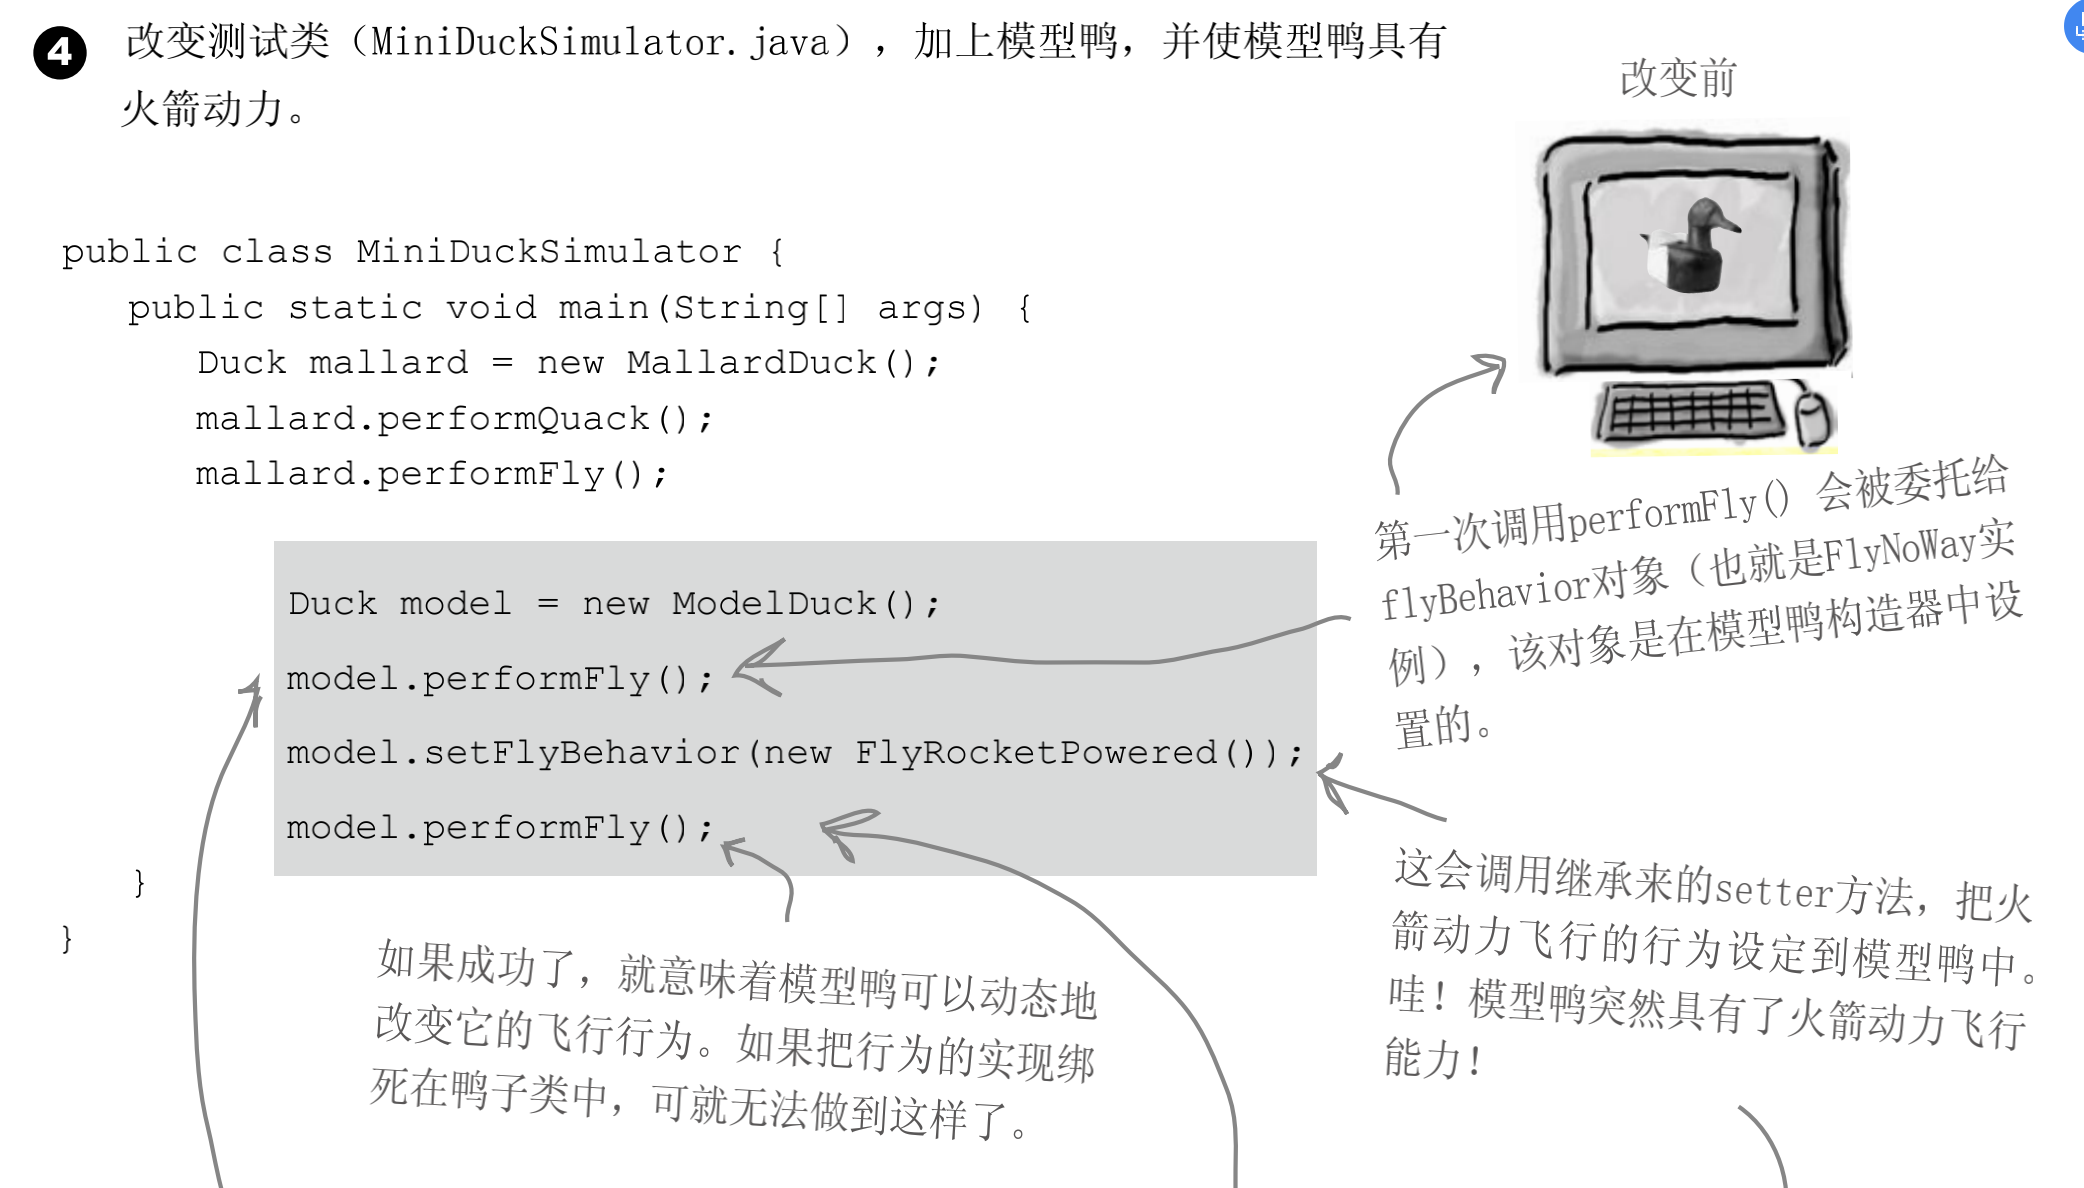 4 改变测试类（MiniDuckSimulator.java），加上模型鸭，并使模型鸭具有
火箭动力。
改变前
public class MiniDuckSimulator {
public static void main(String[] args) {
Duck mallard = new MallardDuck();
mallard.performQuack();
mallard.performFly();
Duck model = new ModelDuck();
model.performFly();
model.setFlyBehavior(new FlyRocketPowered());
model.performFly();
}
}
第一次调用performFly() 会被委托给
flyBehavior对象（也就是FlyNoWay实
例），该对象是在模型鸭构造器中设
置的。
这会调用继承来的setter方法，把火
箭动力飞行的行为设定到模型鸭中。
哇！模型鸭突然具有了火箭动力飞行
能力！
如果成功了，就意味着模型鸭可以动态地
改变它的飞行行为。如果把行为的实现绑
死在鸭子类中，可就无法做到这样了。